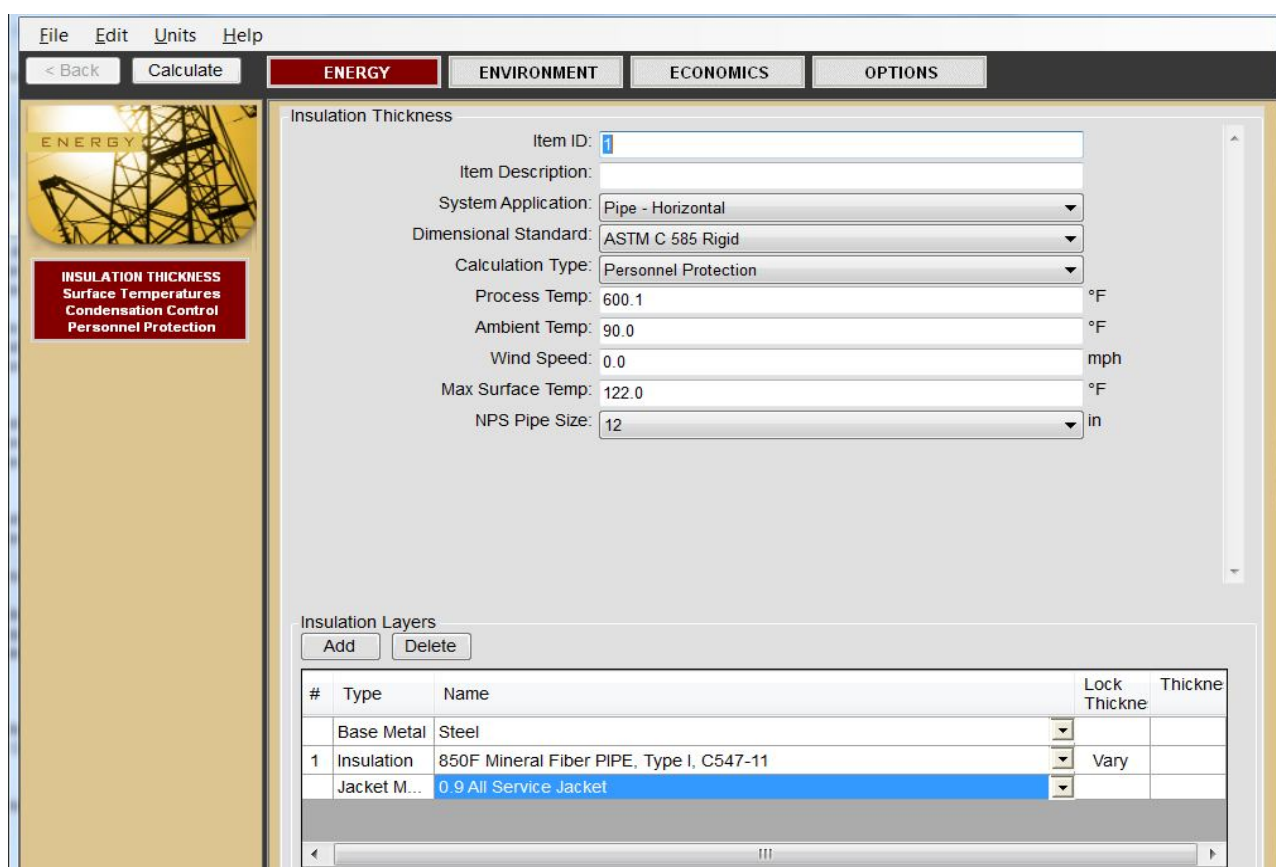 File Edit Units Help
< Back Calculate ENERGY ENVIRONMENT ECONOMICS OPTIONS
ENERGY
INSULATION THICKNESS
Surface Temperatures
Condensation Control
Personnel Protection
Insulation Thickness
Item ID: 1
Item Description:
System Application: Pipe - Horizontal
Dimensional Standard: ASTM C 585 Rigid
Calculation Type: Personnel Protection
Process Temp: 600.1 °F
Ambient Temp: 90.0 °F
Wind Speed: 0.0 mph
Max Surface Temp: 122.0 °F
NPS Pipe Size: 12 in
Insulation Layers
Add Delete
# Type Name Lock Thickne Thickne
Base Metal Steel
1 Insulation 850F Mineral Fiber PIPE, Type I, C547-11 Vary
Jacket M... 0.9 All Service Jacket